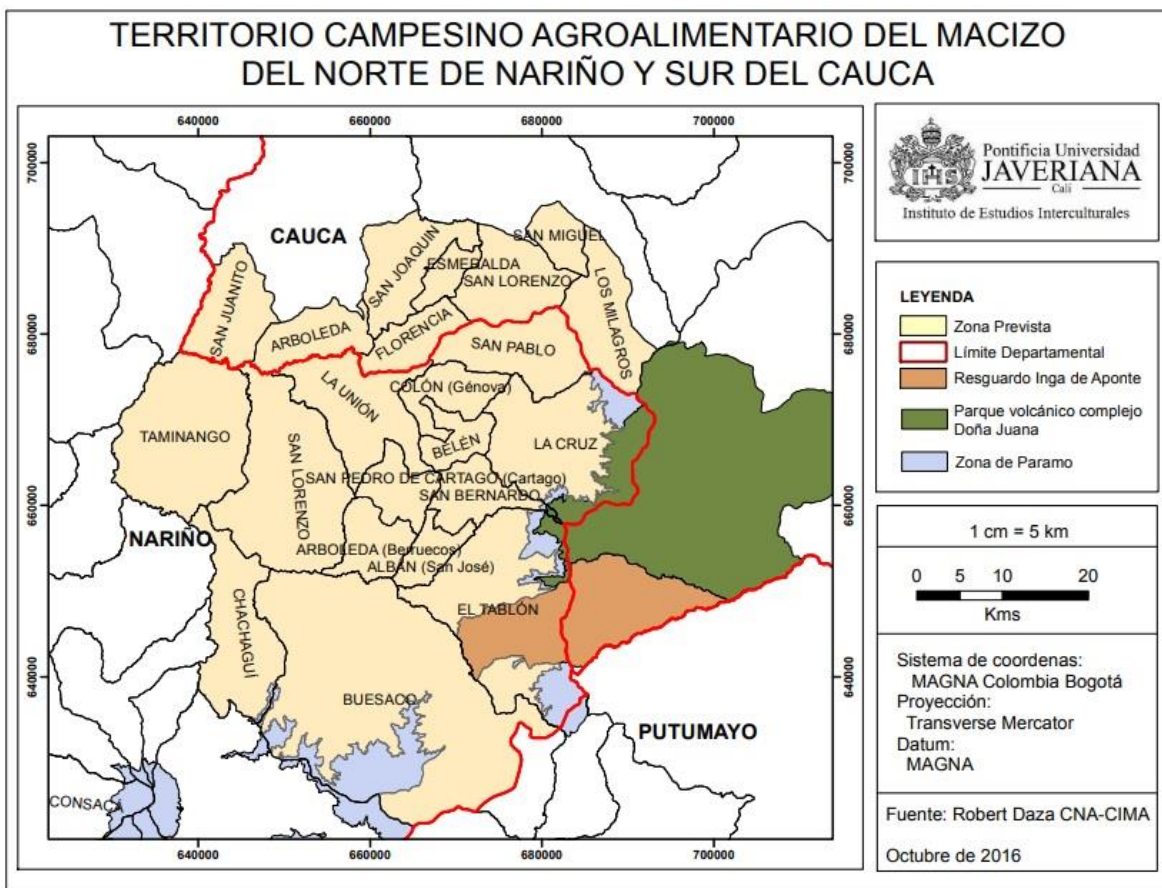 TERRITORIO CAMPESINO AGROALIMENTARIO DEL MACIZO
DEL NORTE DE NARIÑO Y SUR DEL CAUCA
640000 660000 680000 700000
700000
680000
660000
640000
CAUCA
SAN JUANITO
ARBOLEDA
SAN JOAQUIN
ESMERALDA
SAN LORENZO
SAN MIGUEL
LOS MILAGROS
FLORENCIA
SAN PABLO
LA UNIÓN
COLÓN (Génova)
TAMINANGO
SAN LORENZO
BELÉN
LA CRUZ
SAN PEDRO DE CARTAGO (Cartago)
SAN BERNARDO
NARIÑO
ARBOLEDA (Berruecos)
ALBÁN (San José)
EL TABLÓN
CHACHAGUÍ
BUESACO
PUTUMAYO
CONSACA
700000
680000
660000
640000
640000 660000 680000 700000
IHS
Pontificia Universidad
JAVERIANA
Cali
Instituto de Estudios Interculturales
LEYENDA
Zona Prevista
Límite Departamental
Resguardo Inga de Aponte
Parque volcánico complejo
Doña Juana
Zona de Paramo
1 cm = 5 km
0 5 10 20
Kms
Sistema de coordenas:
MAGNA Colombia Bogotá
Proyección:
Transverse Mercator
Datum:
MAGNA
Fuente: Robert Daza CNA-CIMA
Octubre de 2016